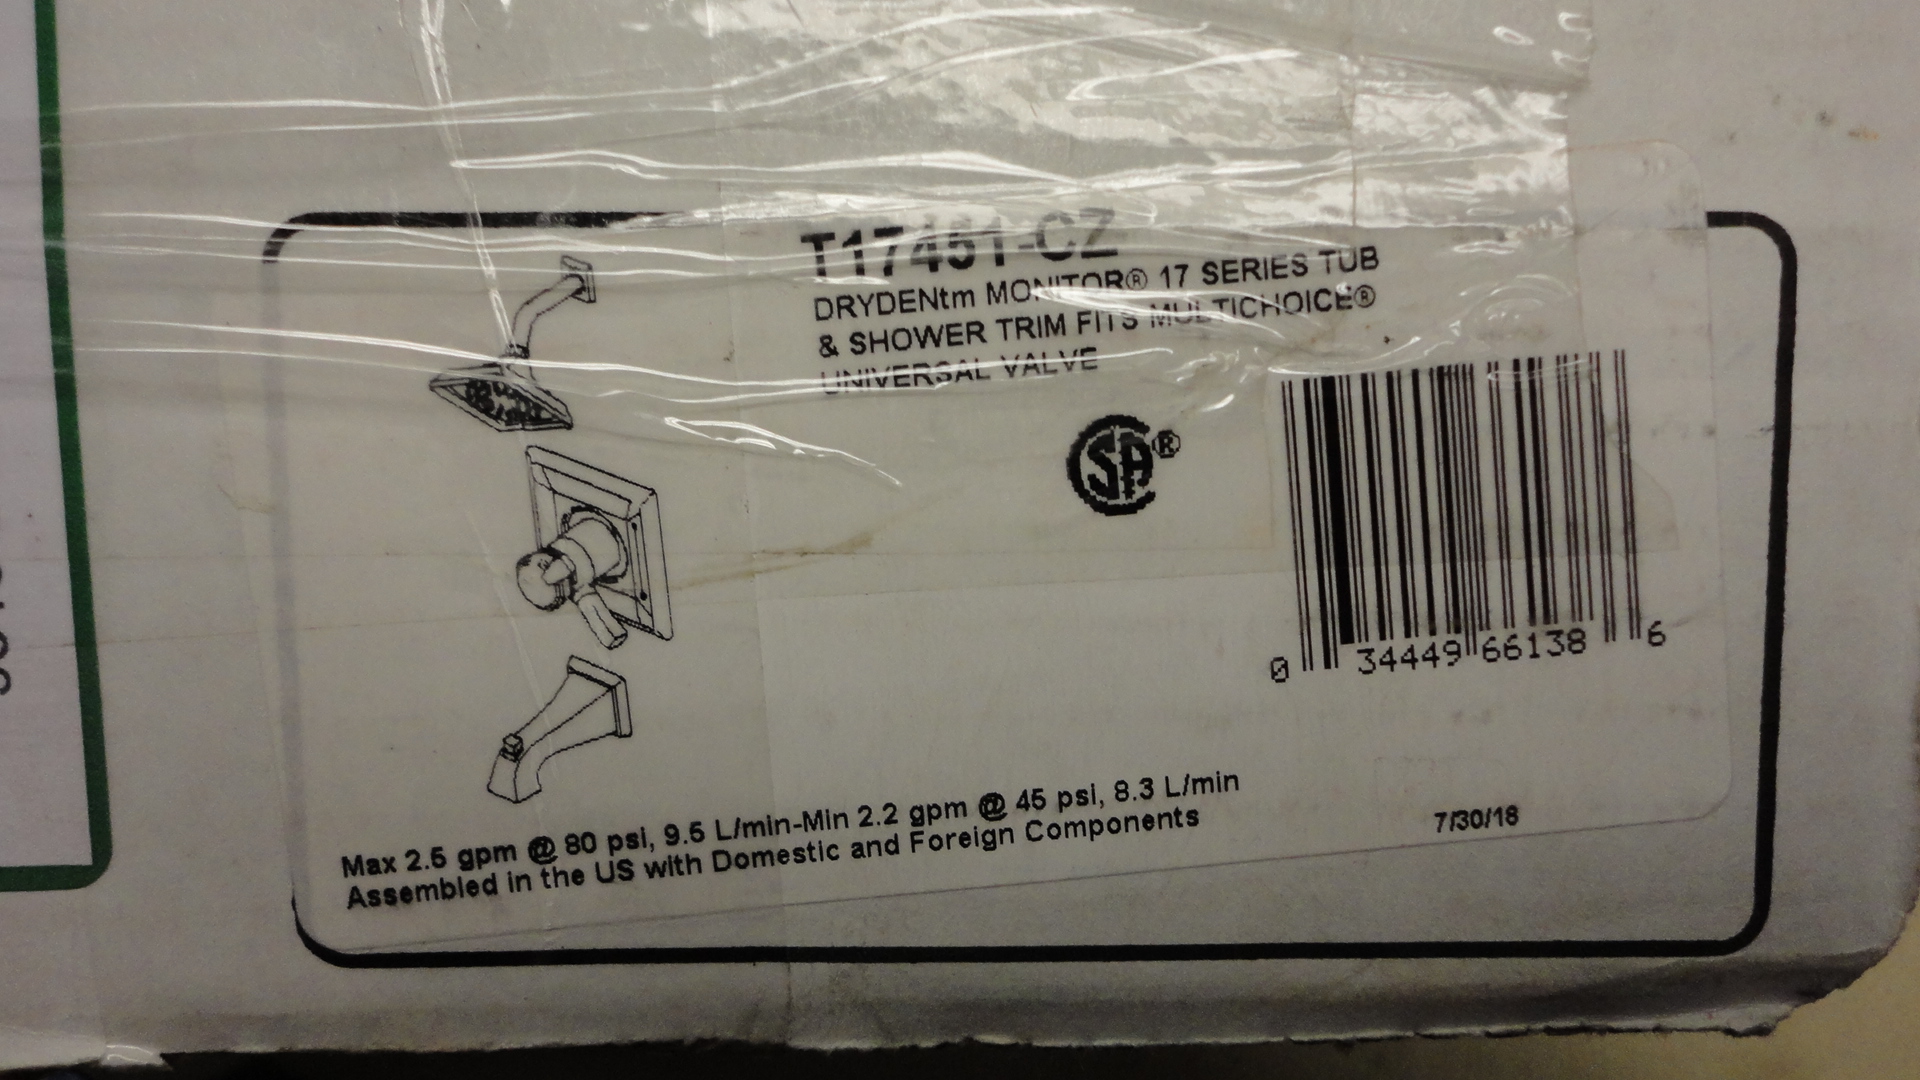 T17451-CZ
DRYDENtm MONITOR® 17 SERIES TUB
& SHOWER TRIM FITS MULTICHOICE®
UNIVERSAL VALVE
SA®
0 34449 66138 6
Max 2.5 gpm @ 80 psi, 9.5 L/min-Min 2.2 gpm @ 45 psi, 8.3 L/min
Assembled in the US with Domestic and Foreign Components
7/30/18